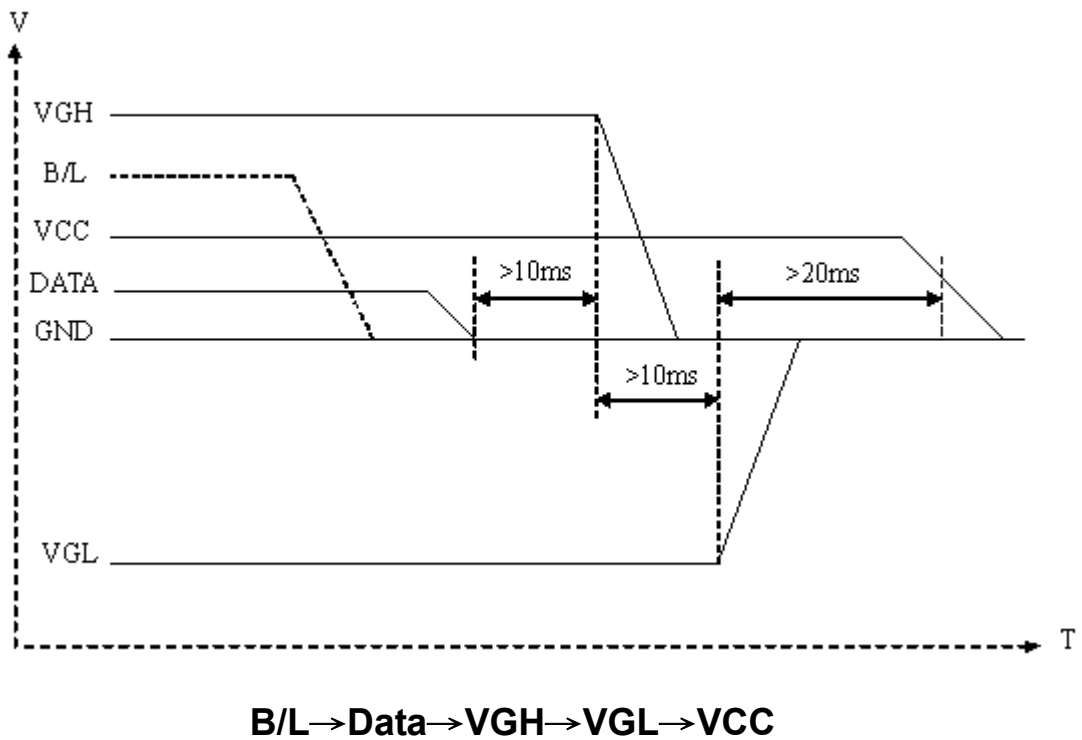 V
VGH
B/L
VCC
>10ms
>20ms
DATA
GND
>10ms
VGL
T
B/L→Data→VGH→VGL→VCC